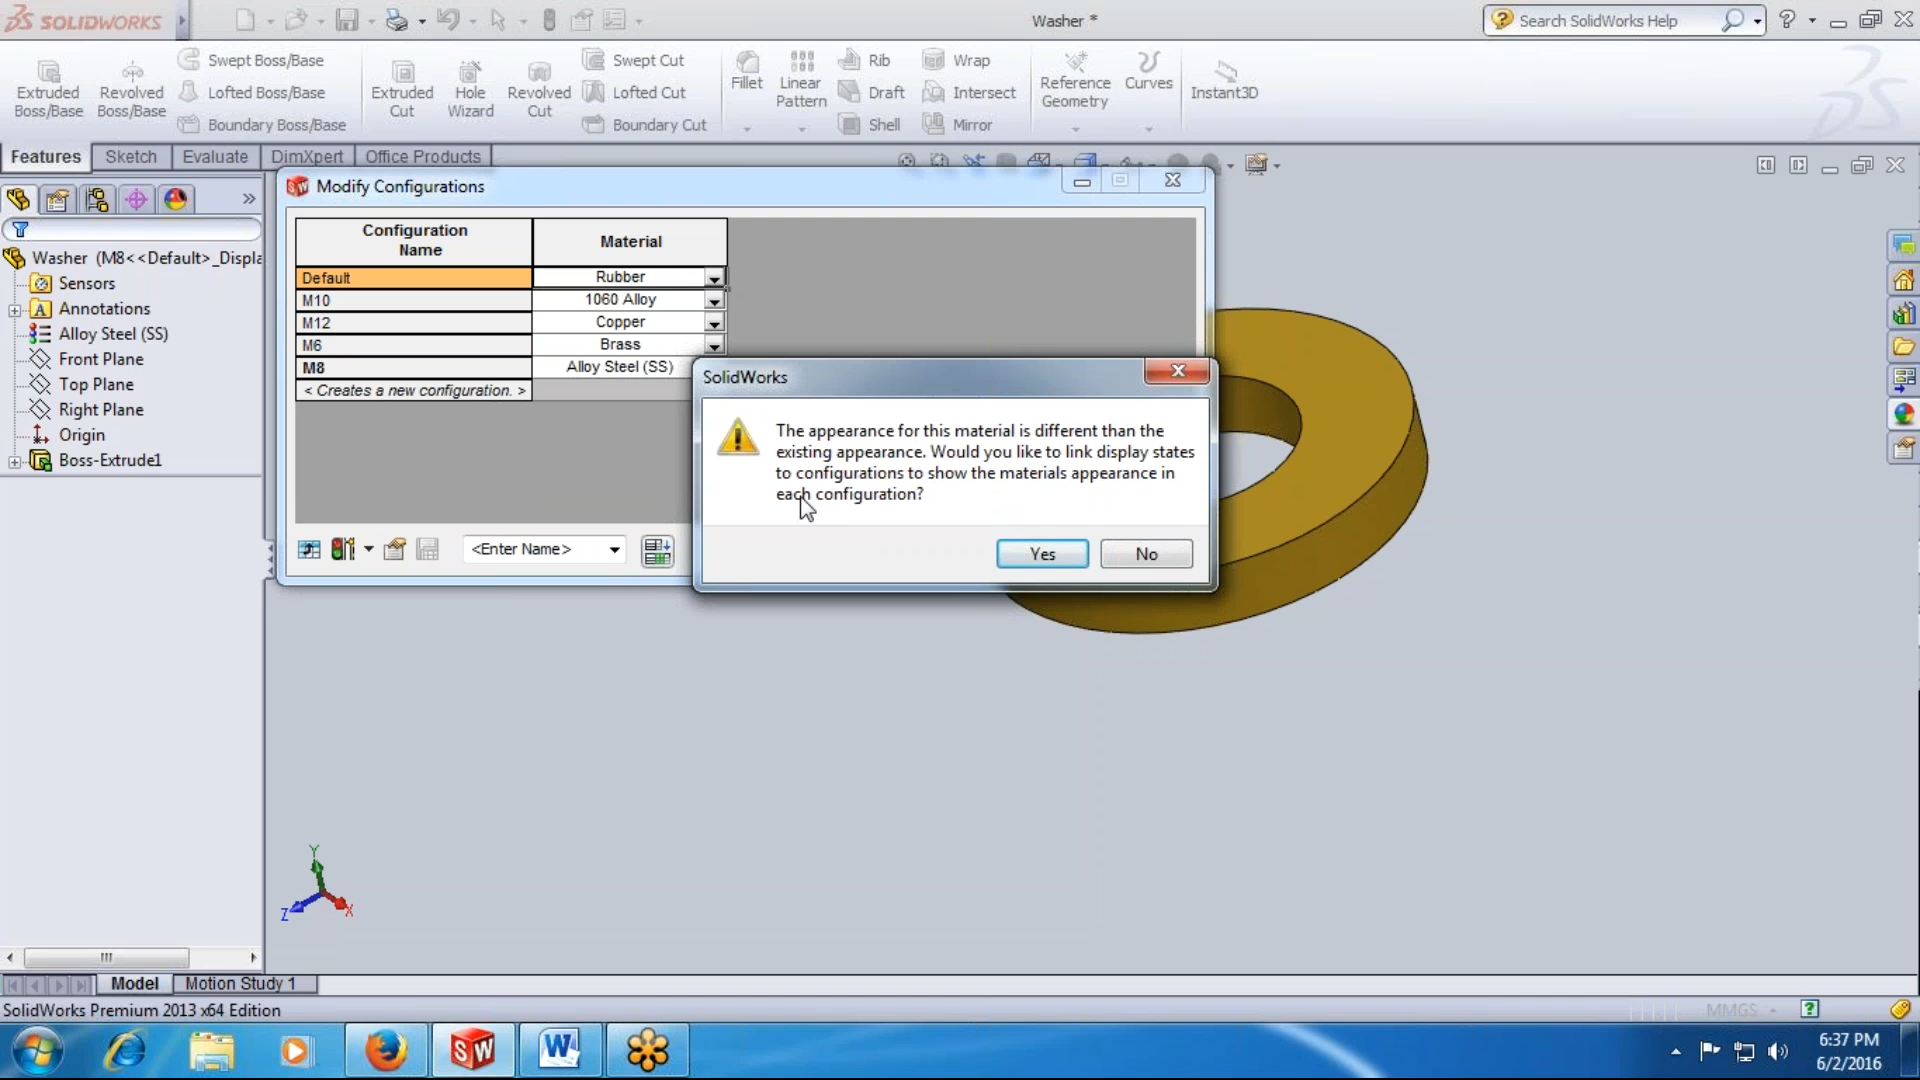 SOLIDWORKS
Washer *
Search SolidWorks Help
Extruded Boss/Base
Revolved Boss/Base
Swept Boss/Base
Lofted Boss/Base
Boundary Boss/Base
Extruded Cut
Hole Wizard
Revolved Cut
Swept Cut
Lofted Cut
Boundary Cut
Fillet
Linear Pattern
Rib
Draft
Shell
Wrap
Intersect
Mirror
Reference Geometry
Curves
Instant3D
Features
Sketch
Evaluate
DimXpert
Office Products
Modify Configurations
Configuration Name
Material
Default
Rubber
M10
1060 Alloy
M12
Copper
M6
Brass
M8
Alloy Steel (SS)
< Creates a new configuration. >
<Enter Name>
Washer (M8<<Default>_Displa
Sensors
Annotations
Alloy Steel (SS)
Front Plane
Top Plane
Right Plane
Origin
Boss-Extrude1
SolidWorks
The appearance for this material is different than the
existing appearance. Would you like to link display states
to configurations to show the materials appearance in
each configuration?
Yes
No
Y
Z
X
Model
Motion Study 1
SolidWorks Premium 2013 x64 Edition
MMGS
6:37 PM
6/2/2016